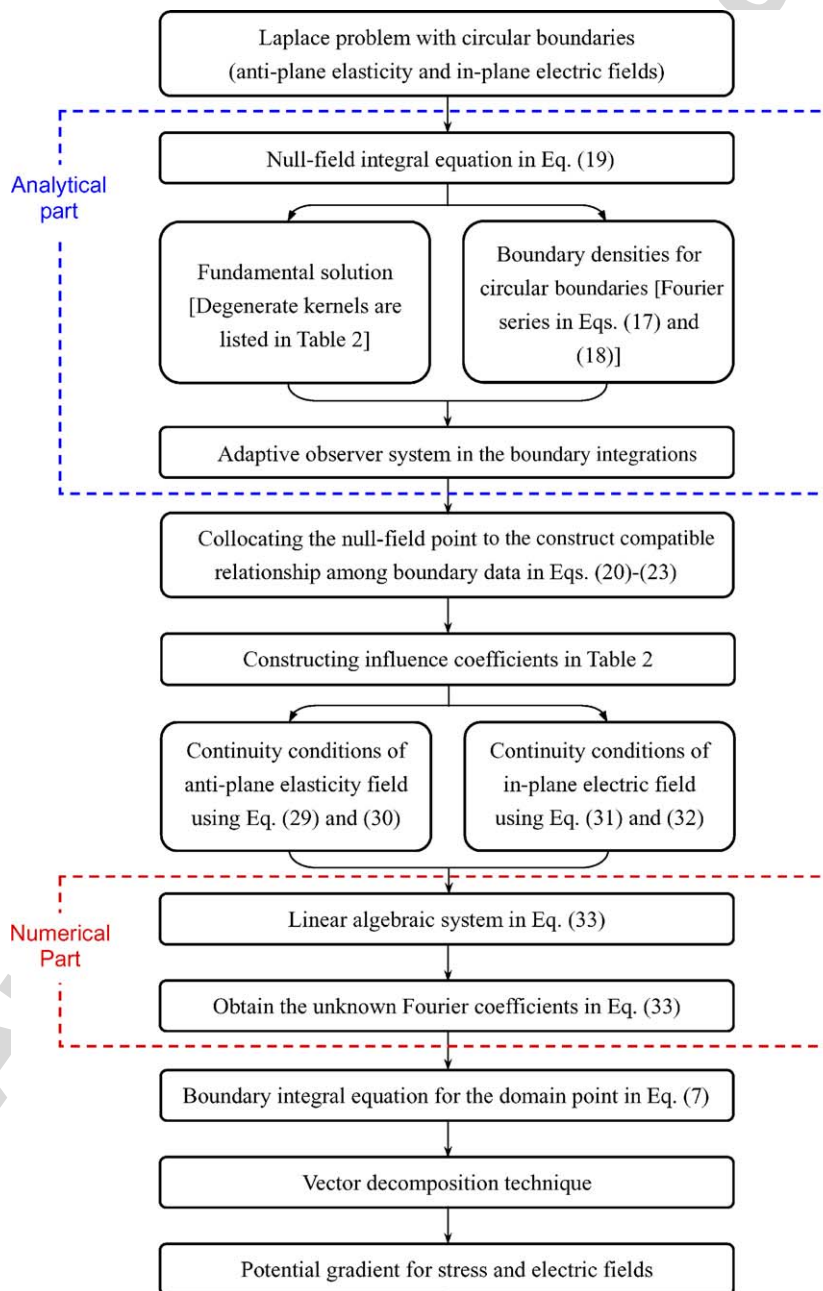 Laplace problem with circular boundaries
(anti-plane elasticity and in-plane electric fields)
Analytical
part
Null-field integral equation in Eq. (19)
Fundamental solution
[Degenerate kernels are
listed in Table 2]
Boundary densities for
circular boundaries [Fourier
series in Eqs. (17) and
(18)]
Adaptive observer system in the boundary integrations
Collocating the null-field point to the construct compatible
relationship among boundary data in Eqs. (20)-(23)
Constructing influence coefficients in Table 2
Continuity conditions of
anti-plane elasticity field
using Eq. (29) and (30)
Continuity conditions of
in-plane electric field
using Eq. (31) and (32)
Numerical
Part
Linear algebraic system in Eq. (33)
Obtain the unknown Fourier coefficients in Eq. (33)
Boundary integral equation for the domain point in Eq. (7)
Vector decomposition technique
Potential gradient for stress and electric fields